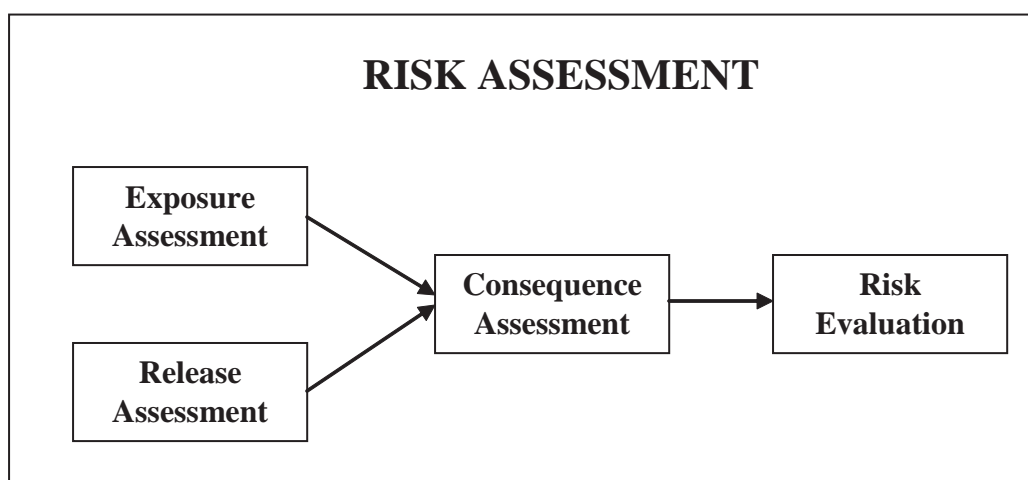 RISK ASSESSMENT
Exposure
Assessment
Release
Assessment
Consequence
Assessment
Risk
Evaluation